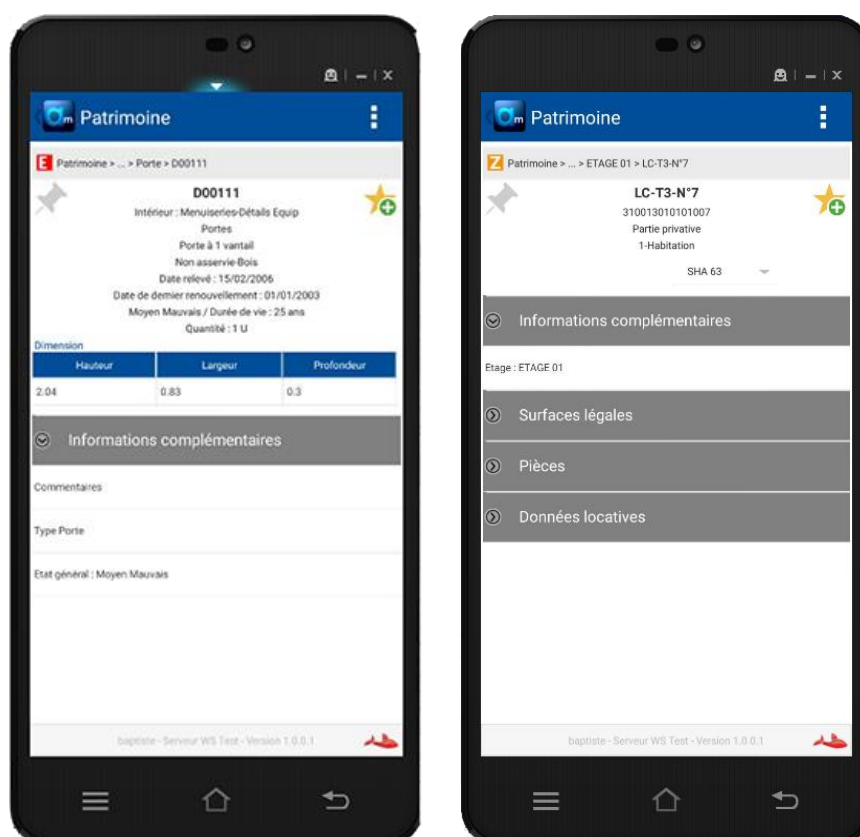 Patrimoine
E Patrimoine > ... > Porte > D00111
D00111
Intérieur : Menuiseries-Détails Equip
Portes
Porte à 1 vantail
Non asservie-Bois
Date relevé : 15/02/2006
Date de dernier renouvellement : 01/01/2003
Moyen Mauvais / Durée de vie : 25 ans
Quantité : 1 U
Dimension
Hauteur Largeur Profondeur
2.04 0.83 0.3
Informations complémentaires
Commentaires
Type Porte
Etat général : Moyen Mauvais
baptiste - Serveur WS Test - Version 1.0.0.1
Patrimoine
Z Patrimoine > ... > ETAGE 01 > LC-T3-N°7
LC-T3-N°7
310013010101007
Partie privative
1-Habitation
SHA 63
Informations complémentaires
Etage : ETAGE 01
Surfaces légales
Pièces
Données locatives
baptiste - Serveur WS Test - Version 1.0.0.1